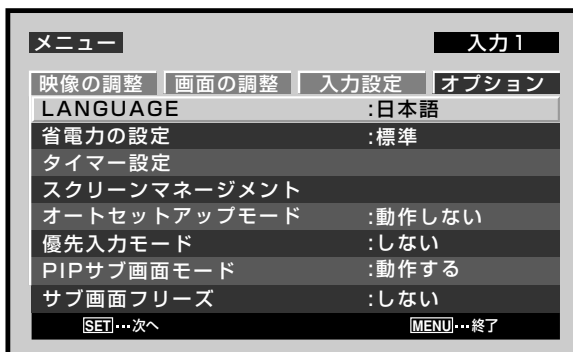 メニュー 入力1
映像の調整 画面の調整 入力設定 オプション
LANGUAGE :日本語
省電力の設定 :標準
タイマー設定
スクリーンマネージメント
オートセットアップモード :動作しない
優先入力モード :しない
PIPサブ画面モード :動作する
サブ画面フリーズ :しない
SET…次へ MENU…終了